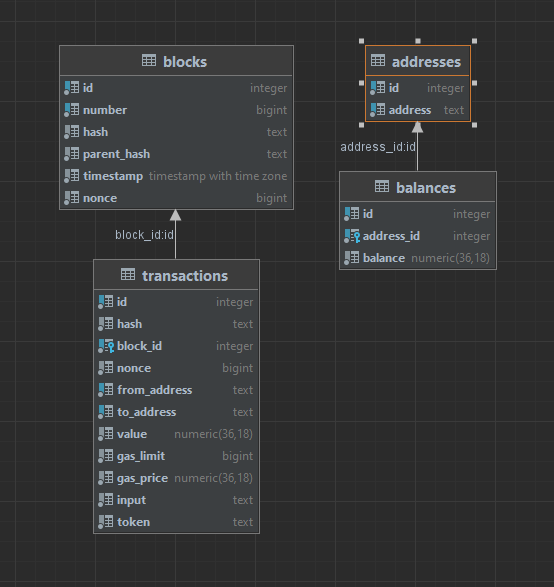 blocks
id integer
number bigint
hash text
parent_hash text
timestamp timestamp with time zone
nonce bigint
block_id:id
transactions
id integer
hash text
block_id integer
nonce bigint
from_address text
to_address text
value numeric(36,18)
gas_limit bigint
gas_price numeric(36,18)
input text
token text
addresses
id integer
address text
address_id:id
balances
id integer
address_id integer
balance numeric(36,18)